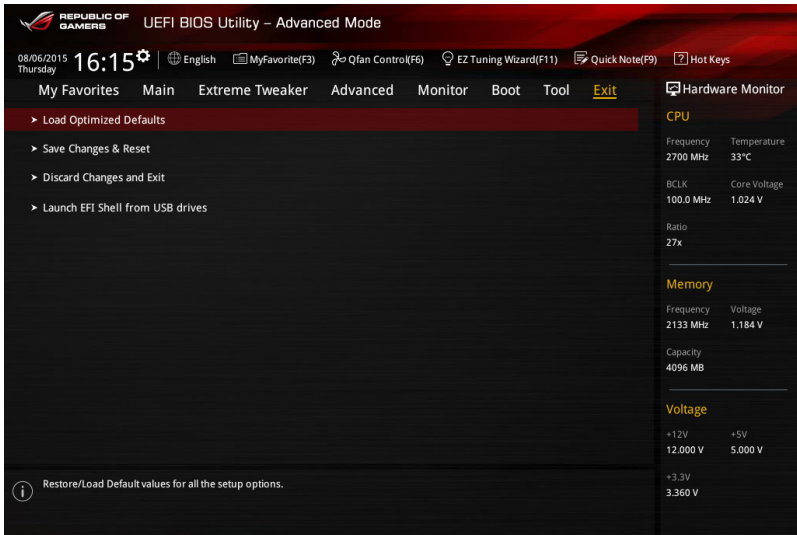 REPUBLIC OF
GAMERS
UEFI BIOS Utility – Advanced Mode
08/06/2015
Thursday
16:15
English
MyFavorite(F3)
Qfan Control(F6)
EZ Tuning Wizard(F11)
Quick Note(F9)
? Hot Keys
My Favorites Main Extreme Tweaker Advanced Monitor Boot Tool Exit
Hardware Monitor
> Load Optimized Defaults
> Save Changes & Reset
> Discard Changes and Exit
> Launch EFI Shell from USB drives
CPU
Frequency Temperature
2700 MHz 33°C
BCLK Core Voltage
100.0 MHz 1.024 V
Ratio
27x
Memory
Frequency Voltage
2133 MHz 1.184 V
Capacity
4096 MB
Voltage
+12V +5V
12.000 V 5.000 V
+3.3V
3.360 V
i
Restore/Load Default values for all the setup options.